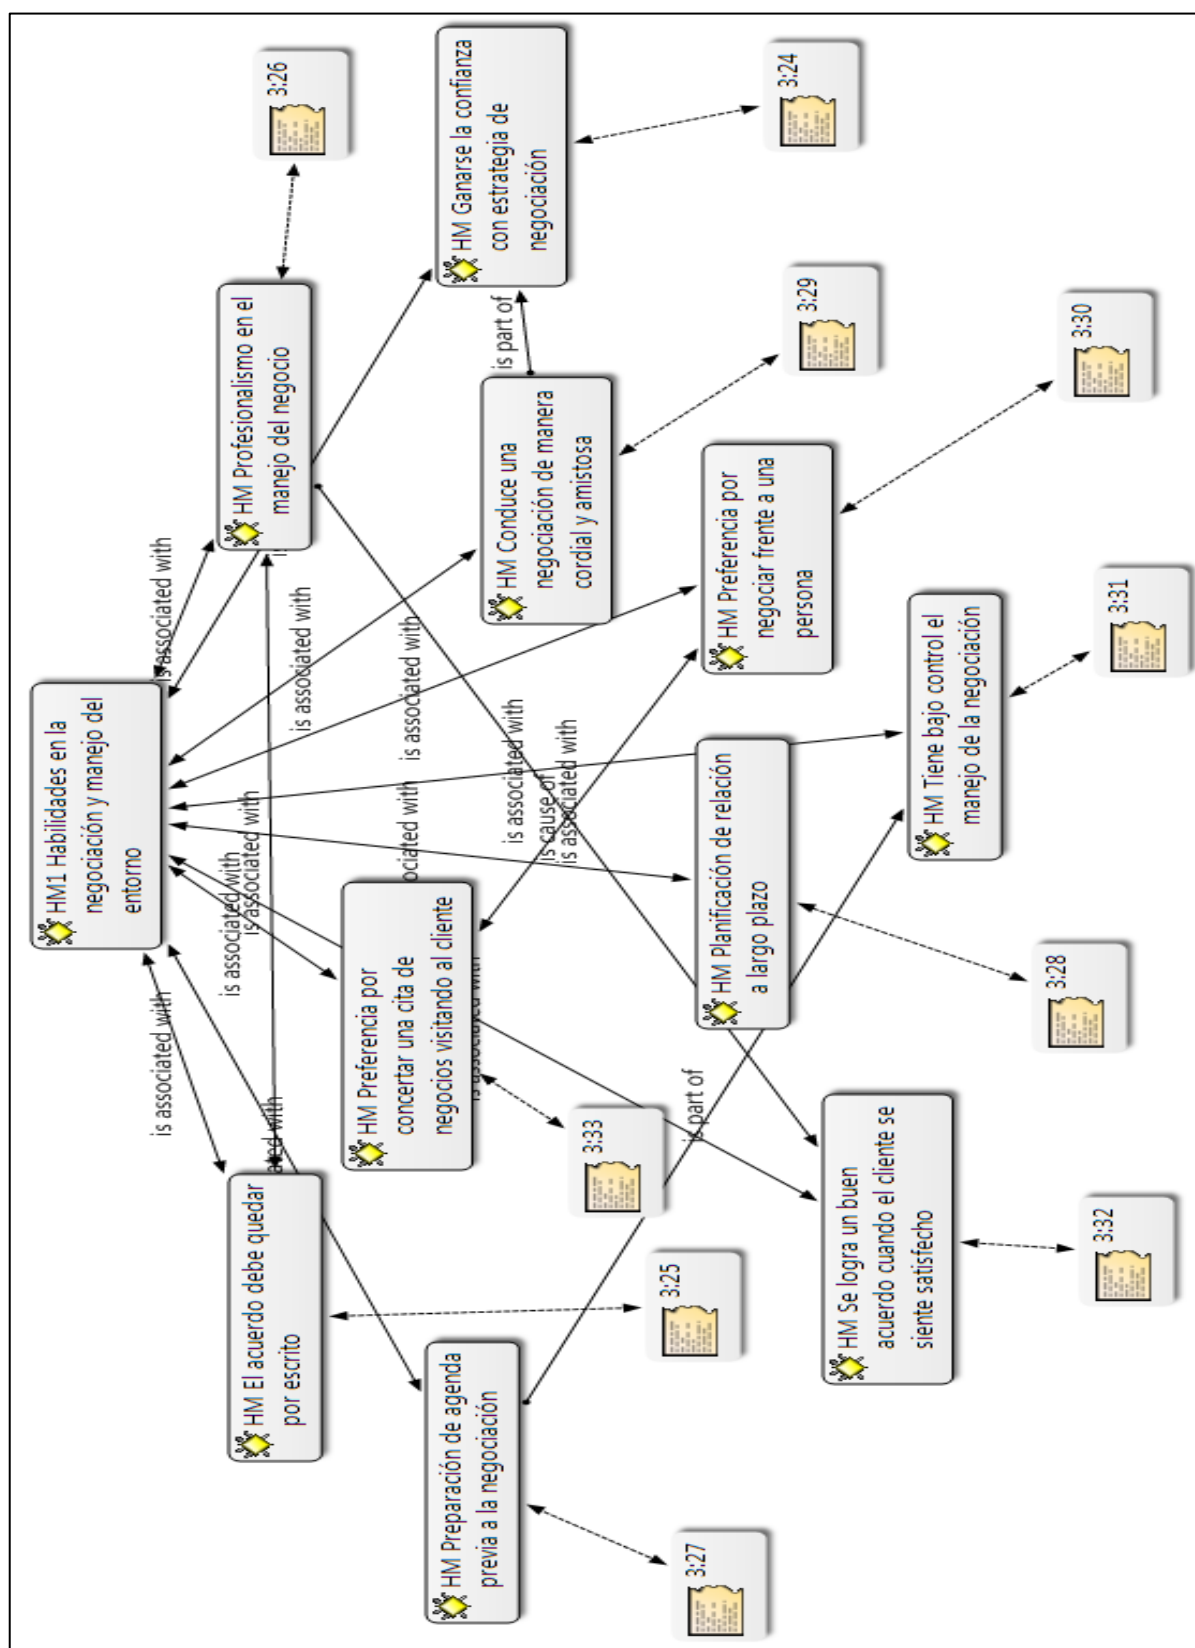 HM1 Habilidades en la
negociación y manejo del
entorno
is associated with
is associated with
is associated with
is associated with
is associated with
is associated with
is associated with
is associated with
is cause of
is associated with
is part of
is part of
HM El acuerdo debe quedar
por escrito
HM Profesionalismo en el
manejo del negocio
3:26
HM Preferencia por
concertar una cita de
negocios visitando al cliente
HM Preparación de agenda
previa a la negociación
HM Ganarse la confianza
con estrategia de
negociación
HM Conduce una
negociación de manera
cordial y amistosa
3:33
3:25
3:27
HM Planificación de relación
a largo plazo
HM Preferencia por
negociar frente a una
persona
3:29
3:24
HM Se logra un buen
acuerdo cuando el cliente se
siente satisfecho
HM Tiene bajo control el
manejo de la negociación
3:28
3:30
3:32
3:31